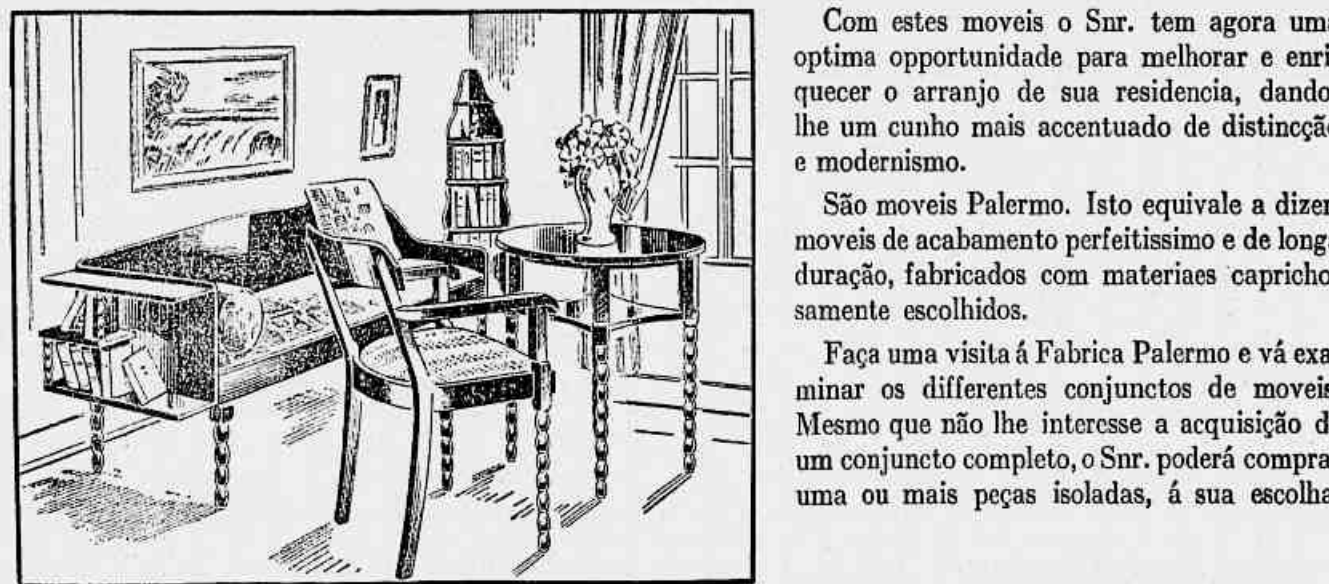 Com estes moveis o Snr. tem agora uma
optima opportunidade para melhorar e enri
quecer o arranjo de sua residencia, dando
lhe um cunho mais accentuado de distincçã
e modernismo.
São moveis Palermo. Isto equivale a dizer
moveis de acabamento perfeitissimo e de long
duração, fabricados com materiaes capricho
samente escolhidos.
Faça uma visita á Fabrica Palermo e vá exa
minar os differentes conjunctos de moveis
Mesmo que não lhe interesse a acquisição d
um conjuncto completo, o Snr. poderá compra
uma ou mais peças isoladas, á sua escolha